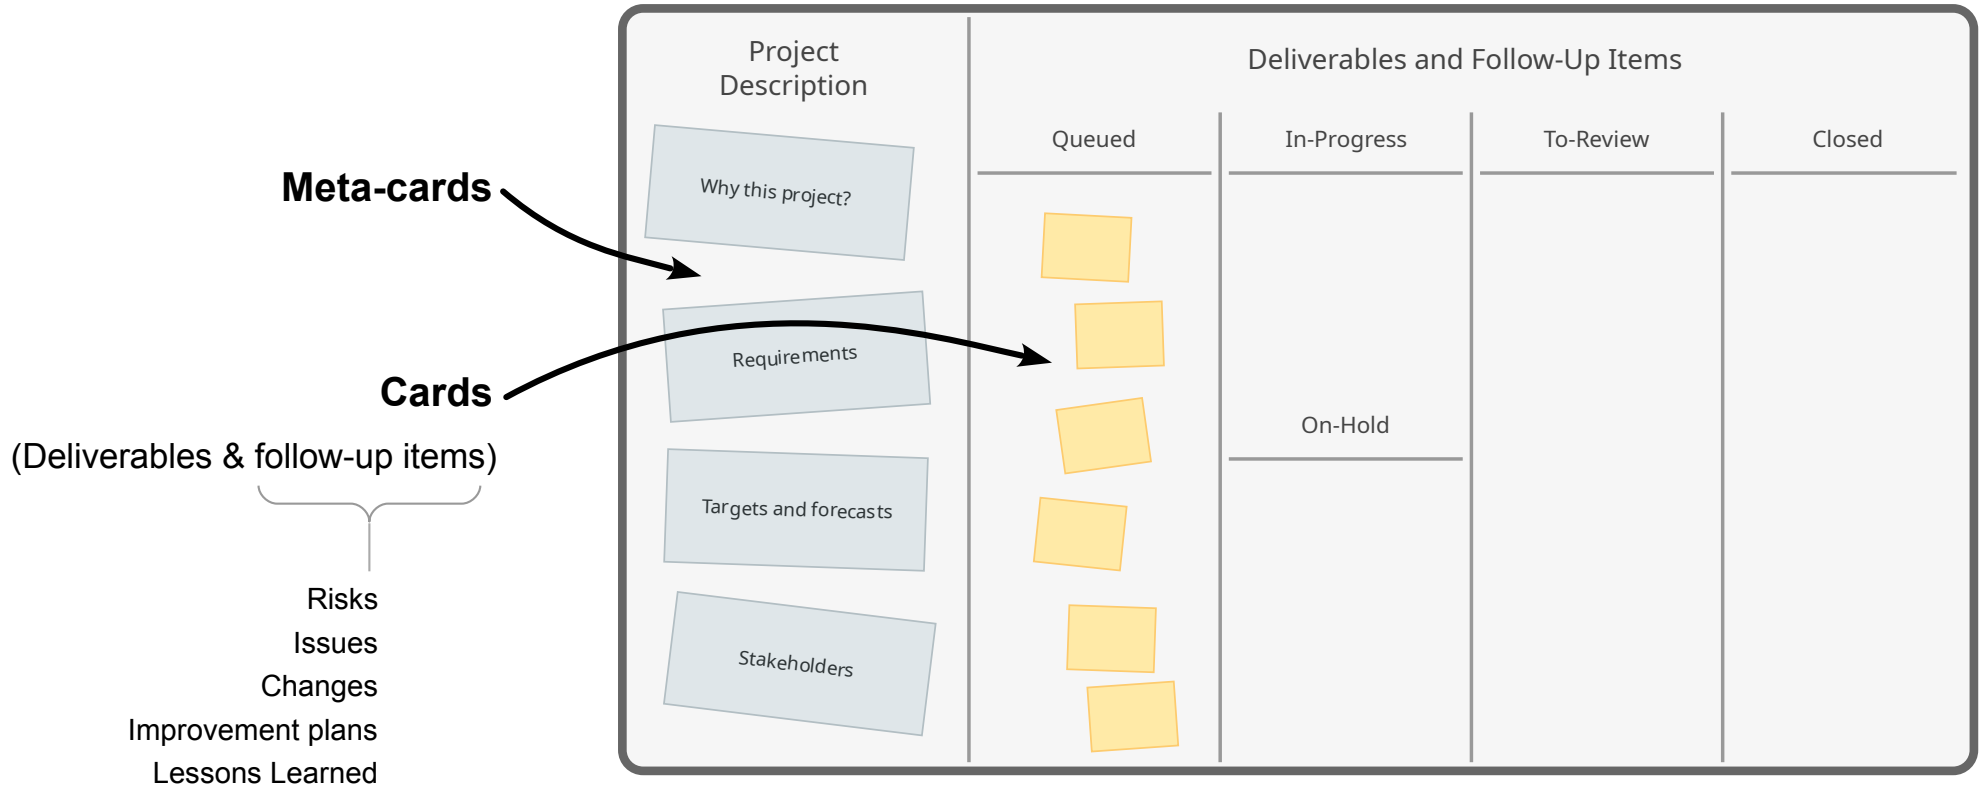 Project
Description
Deliverables and Follow-Up Items
Queued
In-Progress
To-Review
Closed
Why this project?
Requirements
Targets and forecasts
Stakeholders
On-Hold
Meta-cards
Cards
(Deliverables & follow-up items)
Risks
Issues
Changes
Improvement plans
Lessons Learned